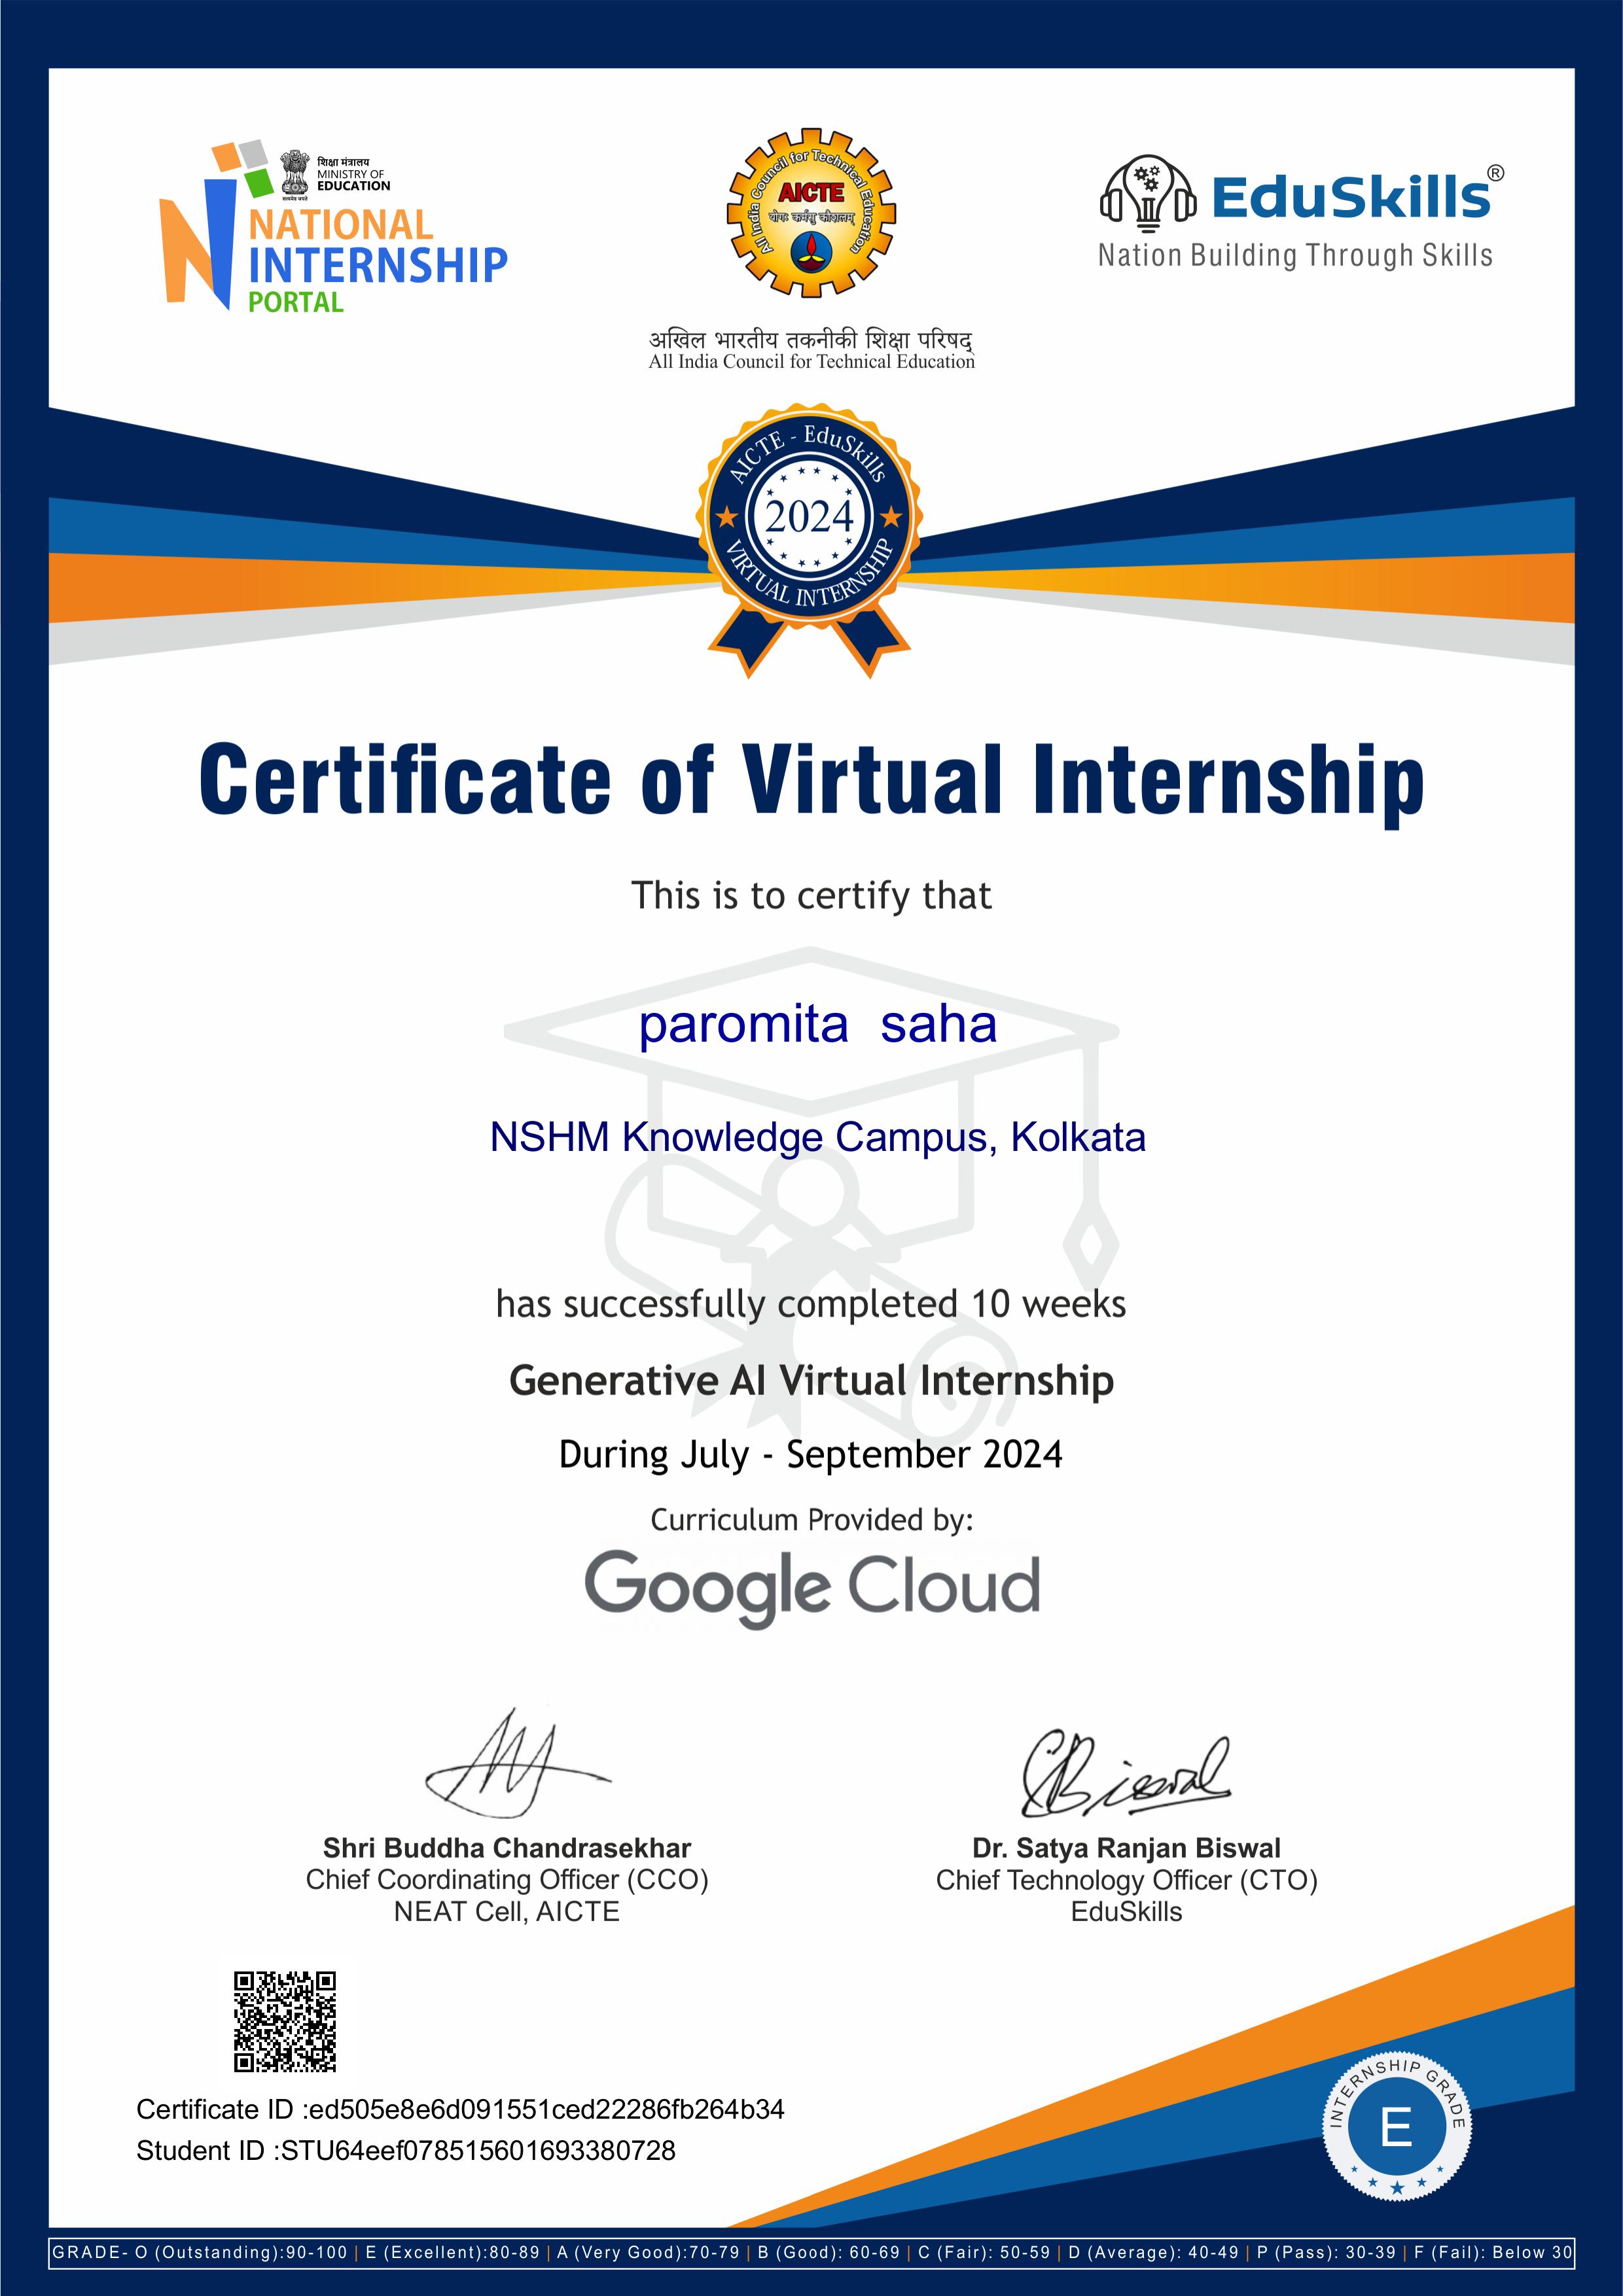 शिक्षा मंत्रालय
MINISTRY OF
EDUCATION
सत्यमेव जयते
NATIONAL
INTERNSHIP
PORTAL
All India Council for Technical Education
AICTE
योगः कर्मसु कौशलम्
अखिल भारतीय तकनीकी शिक्षा परिषद्
All India Council for Technical Education
EduSkills®
Nation Building Through Skills
AICTE - EduSkills
2024
VIRTUAL INTERNSHIP
Certificate of Virtual Internship
This is to certify that
paromita saha
NSHM Knowledge Campus, Kolkata
has successfully completed 10 weeks
Generative AI Virtual Internship
During July - September 2024
Curriculum Provided by:
Google Cloud
Shri Buddha Chandrasekhar
Chief Coordinating Officer (CCO)
NEAT Cell, AICTE
Biswal
Dr. Satya Ranjan Biswal
Chief Technology Officer (CTO)
EduSkills
Certificate ID :ed505e8e6d091551ced22286fb264b34
Student ID :STU64eef078515601693380728
INTERNSHIP GRADE
E
GRADE- O (Outstanding):90-100 | E (Excellent):80-89 | A (Very Good):70-79 | B (Good): 60-69 | C (Fair): 50-59 | D (Average): 40-49 | P (Pass): 30-39 | F (Fail): Below 30